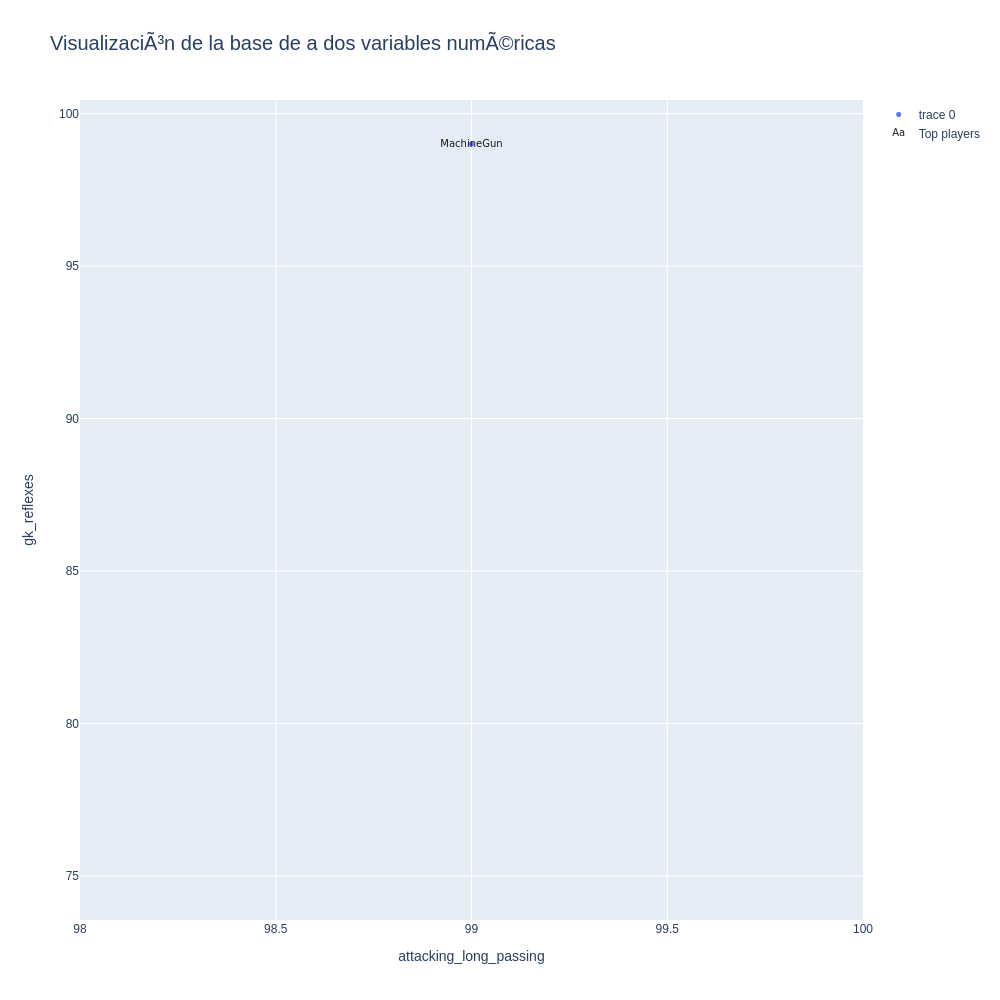 VisualizaciÃ³n de la base de a dos variables numÃ©ricas
100
95
90
85
80
75
98
98.5
99
99.5
100
attacking_long_passing
gk_reflexes
MachineGun
trace 0
Aa Top players